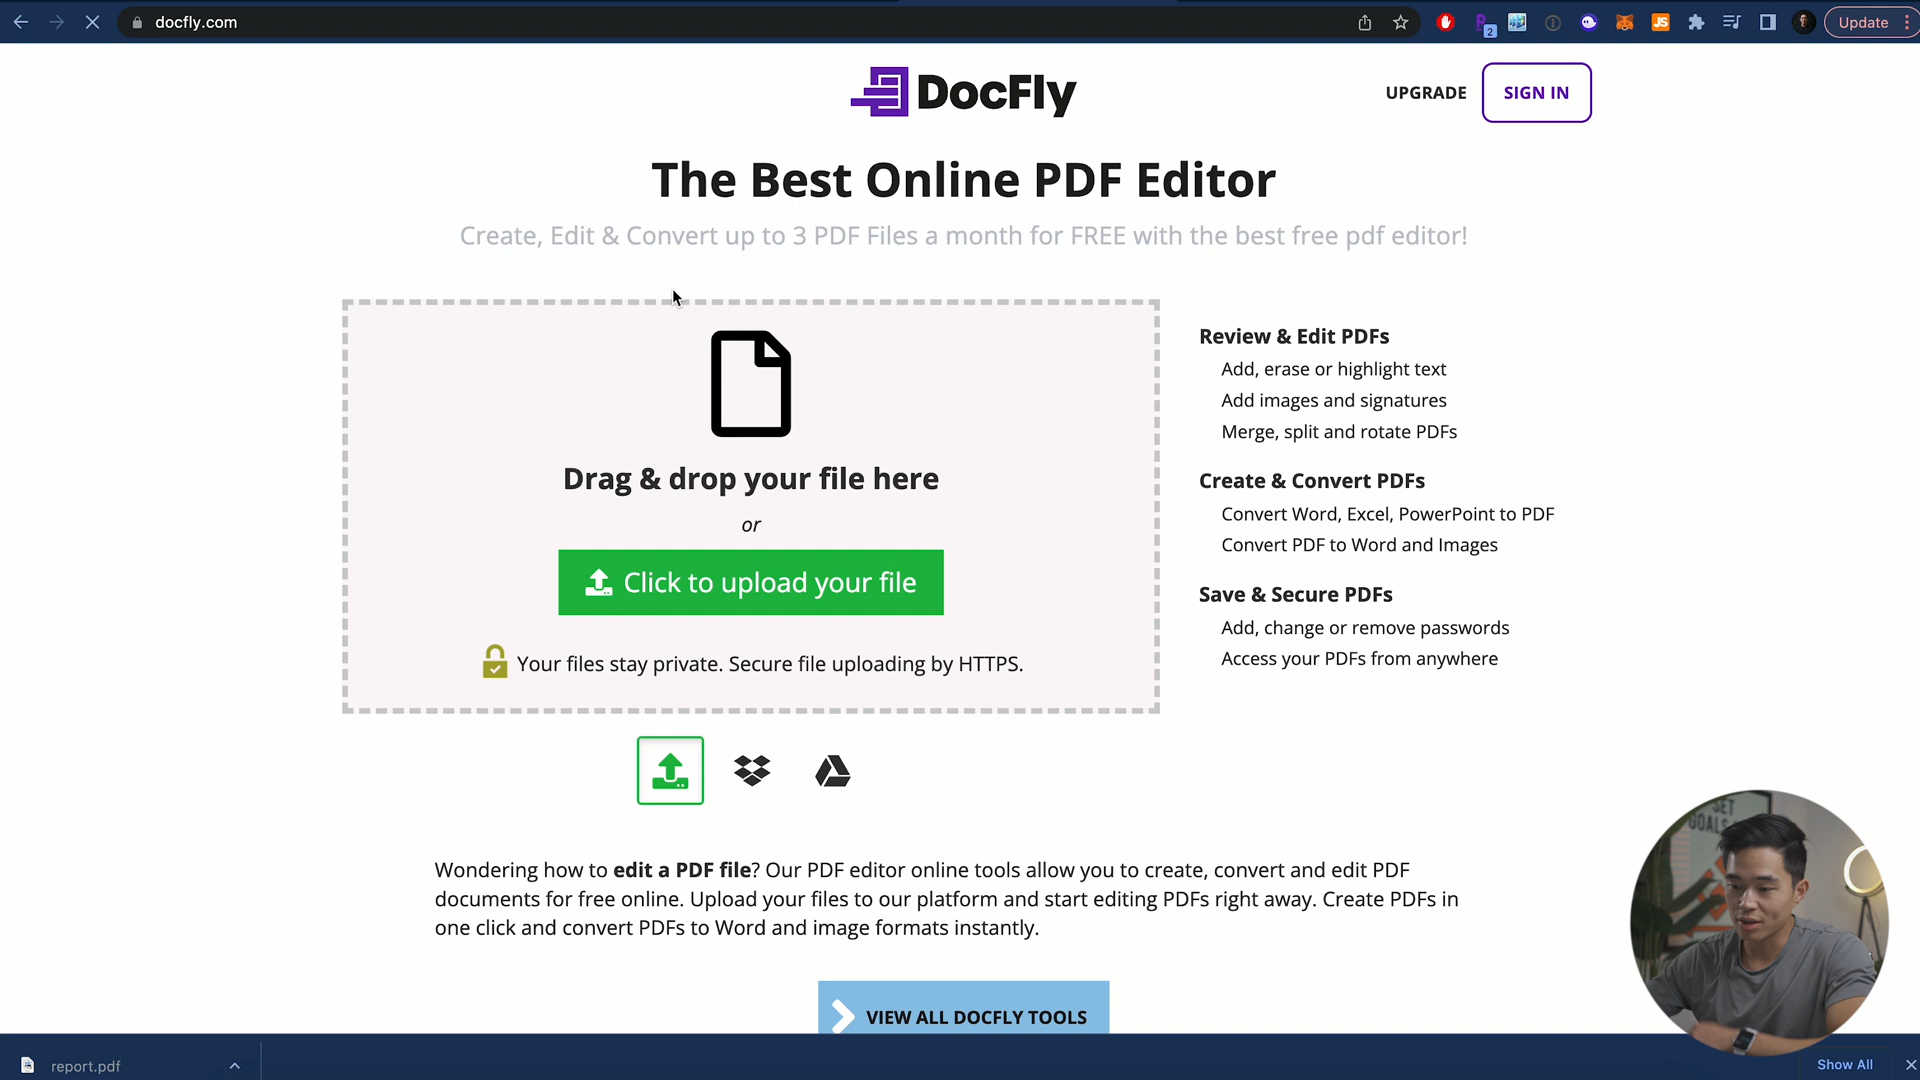 docfly.com
2
JS
Update
DocFly
UPGRADE
SIGN IN
The Best Online PDF Editor
Create, Edit & Convert up to 3 PDF Files a month for FREE with the best free pdf editor!
Drag & drop your file here
or
Click to upload your file
Your files stay private. Secure file uploading by HTTPS.
Review & Edit PDFs
Add, erase or highlight text
Add images and signatures
Merge, split and rotate PDFs
Create & Convert PDFs
Convert Word, Excel, PowerPoint to PDF
Convert PDF to Word and Images
Save & Secure PDFs
Add, change or remove passwords
Access your PDFs from anywhere
Wondering how to edit a PDF file? Our PDF editor online tools allow you to create, convert and edit PDF
documents for free online. Upload your files to our platform and start editing PDFs right away. Create PDFs in
one click and convert PDFs to Word and image formats instantly.
VIEW ALL DOCFLY TOOLS
SET
GOALS
report.pdf
Show All